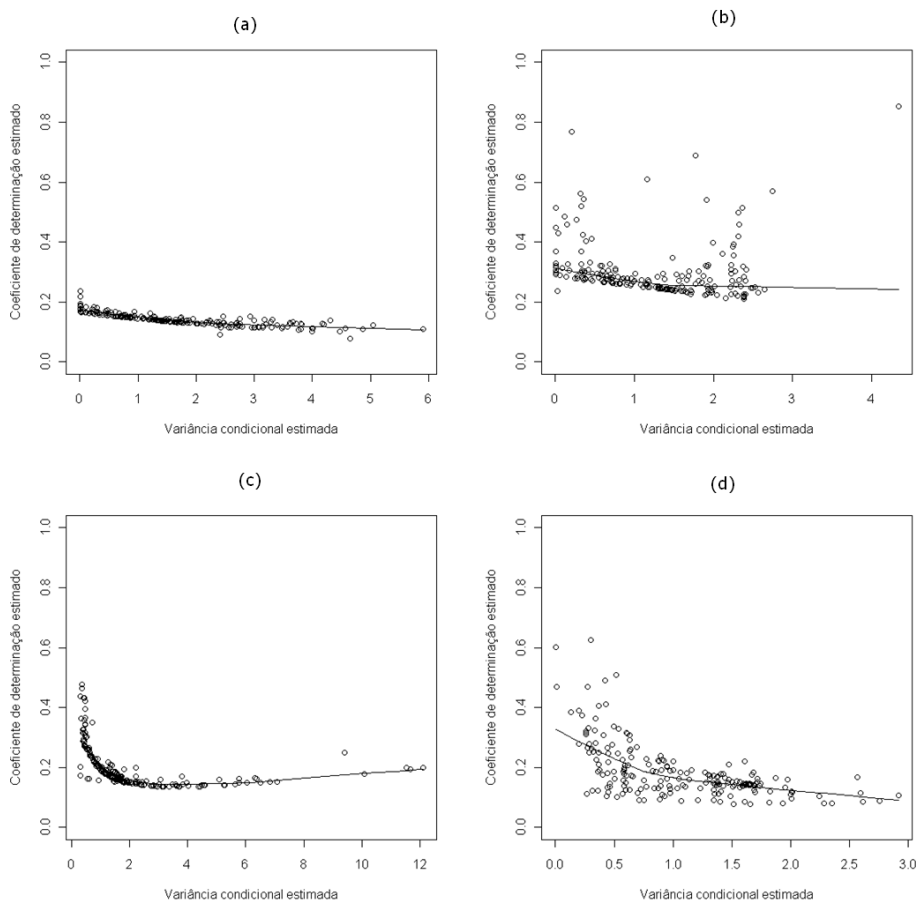 (a)
Coeficiente de determinação estimado
1.0
0.8
0.6
0.4
0.2
0.0
0 1 2 3 4 5 6
Variância condicional estimada
(b)
Coeficiente de determinação estimado
1.0
0.8
0.6
0.4
0.2
0.0
0 1 2 3 4
Variância condicional estimada
(c)
Coeficiente de determinação estimado
1.0
0.8
0.6
0.4
0.2
0.0
0 2 4 6 8 10 12
Variância condicional estimada
(d)
Coeficiente de determinação estimado
1.0
0.8
0.6
0.4
0.2
0.0
0.0 0.5 1.0 1.5 2.0 2.5 3.0
Variância condicional estimada